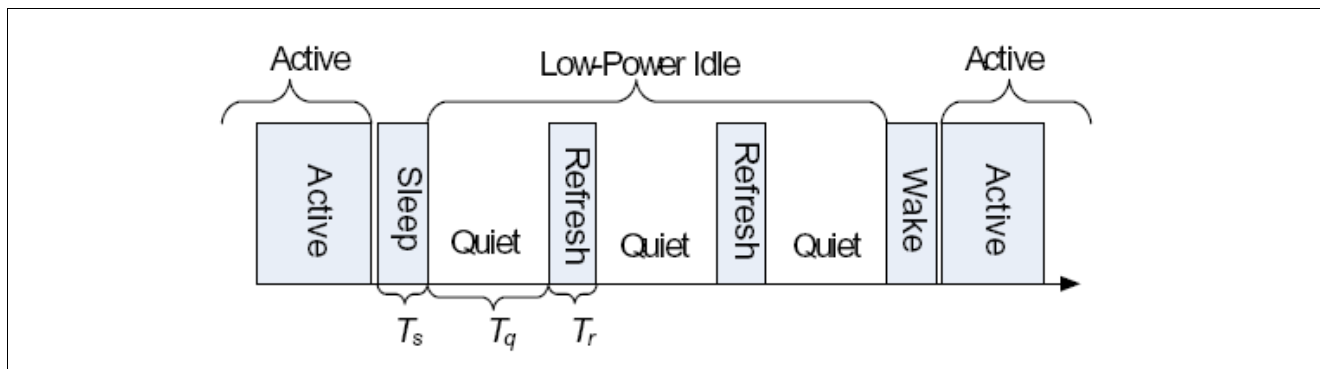 Active
Low-Power Idle
Active
Active
Sleep
Quiet
Refresh
Quiet
Refresh
Quiet
Wake
Active
Ts
Tq
Tr